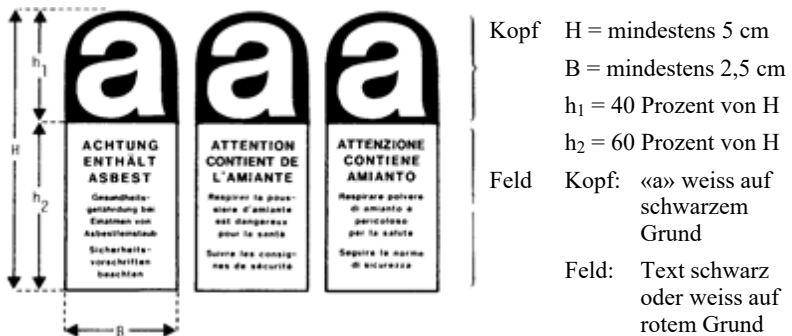 h₁
H
h₂
B
a
ACHTUNG
ENTHÄLT
ASBEST
Gesundheits-
gefährdung bei
Einatmen von
Asbestfeinstaub
Sicherheits-
vorschriften
beachten
a
ATTENTION
CONTIENT DE
L'AMIANTE
Respirer la pous-
sière d'amiante
est dangereux
pour la santé
Suivre les consig-
nes de sécurité
a
ATTENZIONE
CONTIENE
AMIANTO
Respirare polvere
di amianto è
pericoloso
per la salute
Seguire le norme
di sicurezza
Kopf H = mindestens 5 cm
B = mindestens 2,5 cm
h₁ = 40 Prozent von H
h₂ = 60 Prozent von H
Feld Kopf: «a» weiss auf
schwarzem
Grund
Feld: Text schwarz
oder weiss auf
rotem Grund